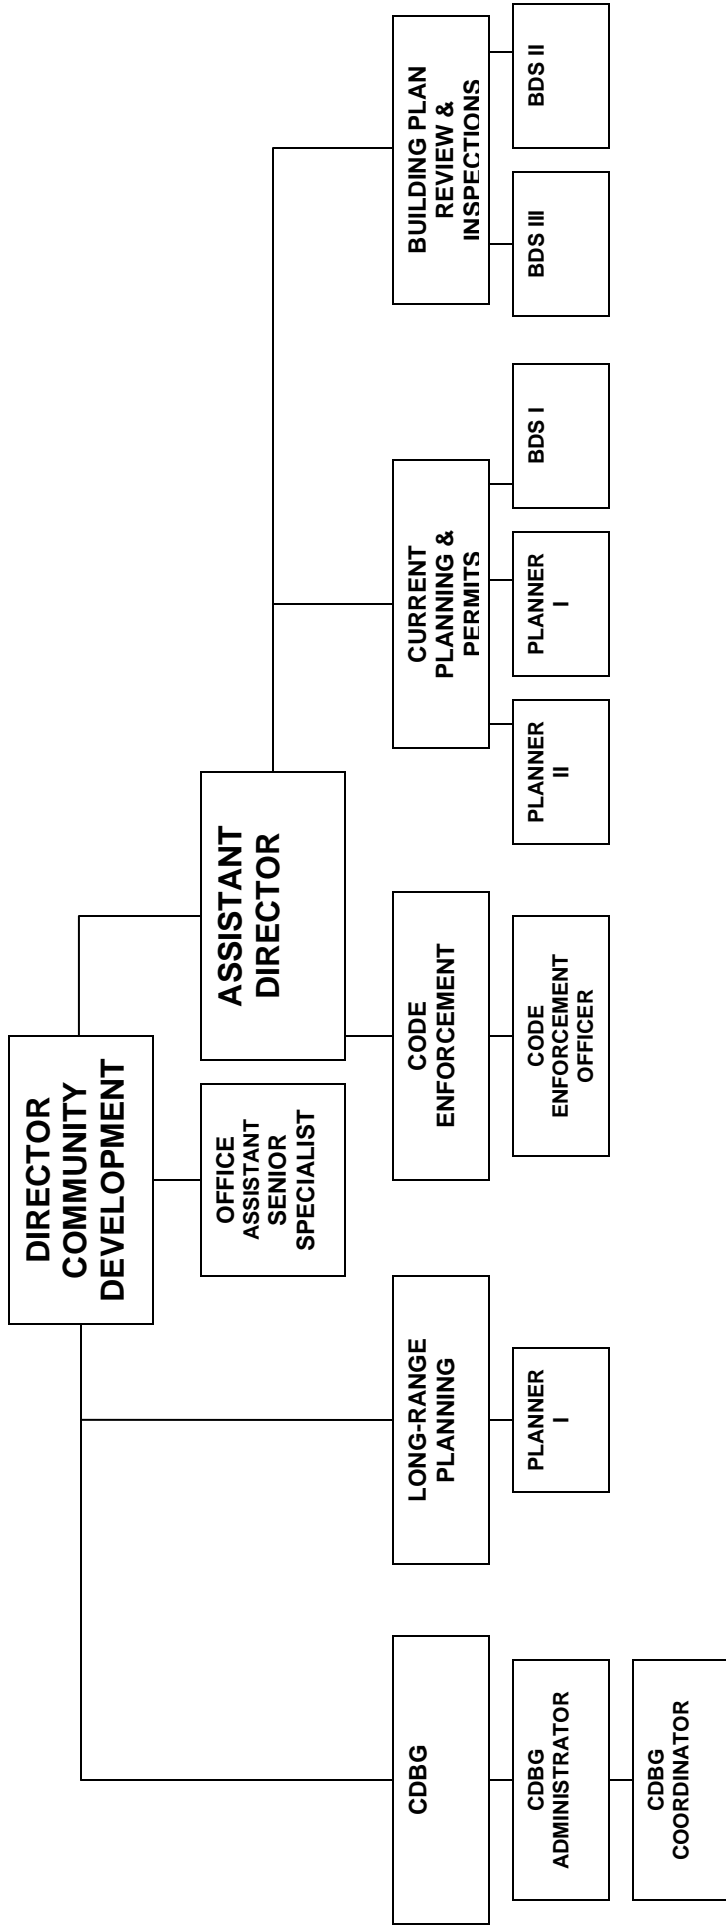 DIRECTOR
COMMUNITY
DEVELOPMENT
OFFICE
ASSISTANT
SENIOR
SPECIALIST
ASSISTANT
DIRECTOR
CDBG
LONG-RANGE
PLANNING
CODE
ENFORCEMENT
CURRENT
PLANNING &
PERMITS
BUILDING PLAN
REVIEW &
INSPECTIONS
CDBG
ADMINISTRATOR
PLANNER
I
CODE
ENFORCEMENT
OFFICER
PLANNER
II
PLANNER
I
BDS I
BDS III
BDS II
CDBG
COORDINATOR